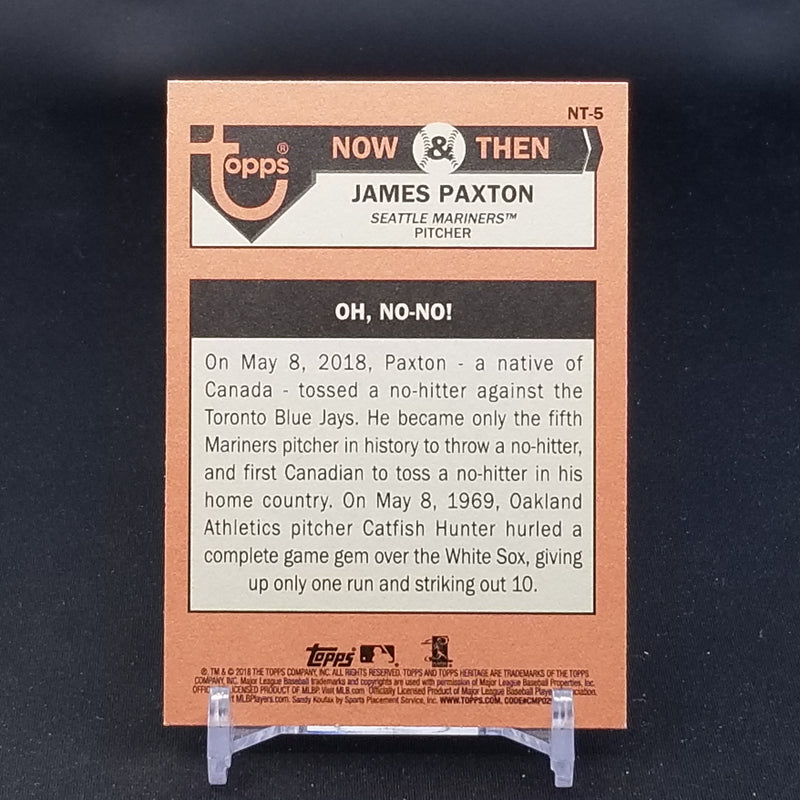 NT-5
topps® NOW & THEN
JAMES PAXTON
SEATTLE MARINERS™
PITCHER
OH, NO-NO!
On May 8, 2018, Paxton - a native of
Canada - tossed a no-hitter against the
Toronto Blue Jays. He became only the fifth
Mariners pitcher in history to throw a no-hitter,
and first Canadian to toss a no-hitter in his
home country. On May 8, 1969, Oakland
Athletics pitcher Catfish Hunter hurled a
complete game gem over the White Sox, giving
up only one run and striking out 10.
topps
®, TM & © 2018 THE TOPPS COMPANY, INC. ALL RIGHTS RESERVED. TOPPS AND TOPPS HERITAGE ARE TRADEMARKS OF THE TOPPS
COMPANY, INC. Major League Baseball trademarks and copyrights are used with permission of Major League Baseball Properties, Inc.
LICENSED PRODUCT OF MLBP. Visit MLB.com Officially Licensed Product of Major League Baseball
MLBPlayers.com. Sandy Koufax by Sports Placement Service, Inc. WWW.TOPPS.COM.